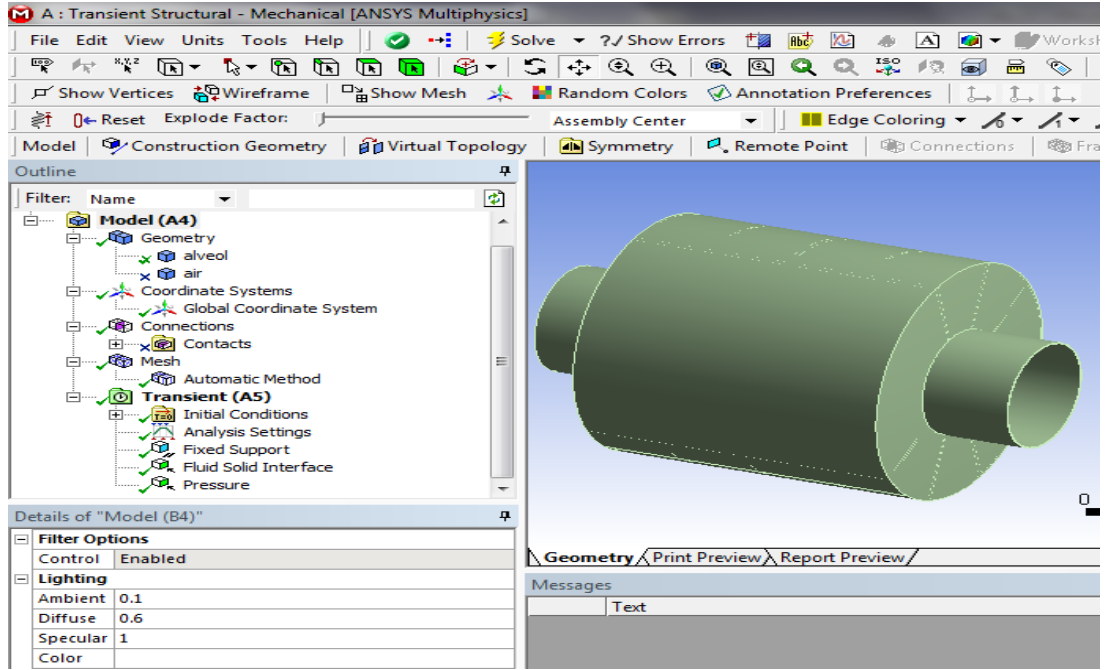 A : Transient Structural - Mechanical [ANSYS Multiphysics]
File Edit View Units Tools Help Solve ?✓ Show Errors Abc A Worksh
x,y,z ISO
Show Vertices Wireframe Show Mesh Random Colors Annotation Preferences
Reset Explode Factor: Assembly Center Edge Coloring
Model Construction Geometry Virtual Topology Symmetry Remote Point Connections Fra
Outline
Filter: Name
Model (A4)
Geometry
alveol
air
Coordinate Systems
Global Coordinate System
Connections
Contacts
Mesh
Automatic Method
Transient (A5)
T=0 Initial Conditions
Analysis Settings
Fixed Support
Fluid Solid Interface
Pressure
0
Details of "Model (B4)"
Filter Options
Control Enabled
Lighting
Ambient 0.1
Diffuse 0.6
Specular 1
Color
Geometry Print Preview Report Preview
Messages
Text